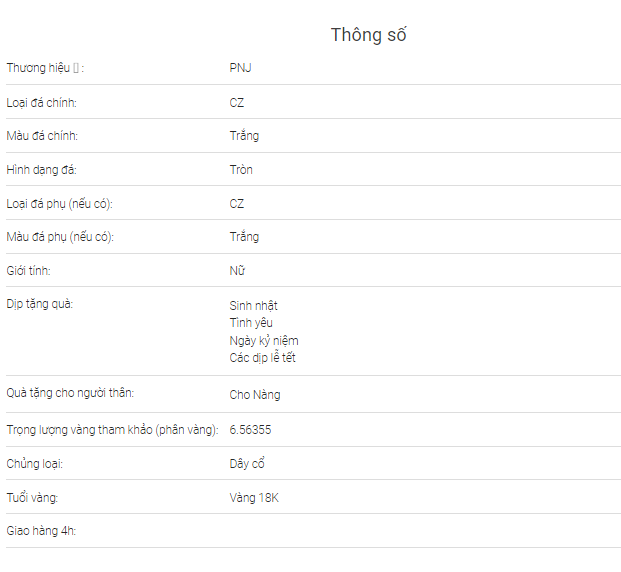 Thông số
Thương hiệu ▯ : PNJ
Loại đá chính: CZ
Màu đá chính: Trắng
Hình dạng đá: Tròn
Loại đá phụ (nếu có): CZ
Màu đá phụ (nếu có): Trắng
Giới tính: Nữ
Dịp tặng quà: Sinh nhật
Tình yêu
Ngày kỷ niệm
Các dịp lễ tết
Quà tặng cho người thân: Cho Nàng
Trọng lượng vàng tham khảo (phân vàng): 6.56355
Chủng loại: Dây cổ
Tuổi vàng: Vàng 18K
Giao hàng 4h: